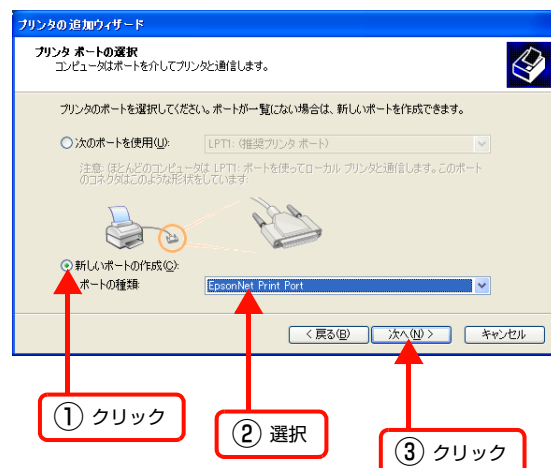 プリンタの追加ウィザード
プリンタ ポートの選択
コンピュータはポートを介してプリンタと通信します。
プリンタのポートを選択してください。ポートが一覧にない場合は、新しいポートを作成できます。
次のポートを使用(U):
LPT1: (推奨プリンタ ポート)
注意: ほとんどのコンピュータは LPT1: ポートを使ってローカル プリンタと通信します。このポート
のコネクタはこのような形状をしています:
新しいポートの作成(C):
ポートの種類:
EpsonNet Print Port
< 戻る(B)
次へ(N) >
キャンセル
① クリック
② 選択
③ クリック